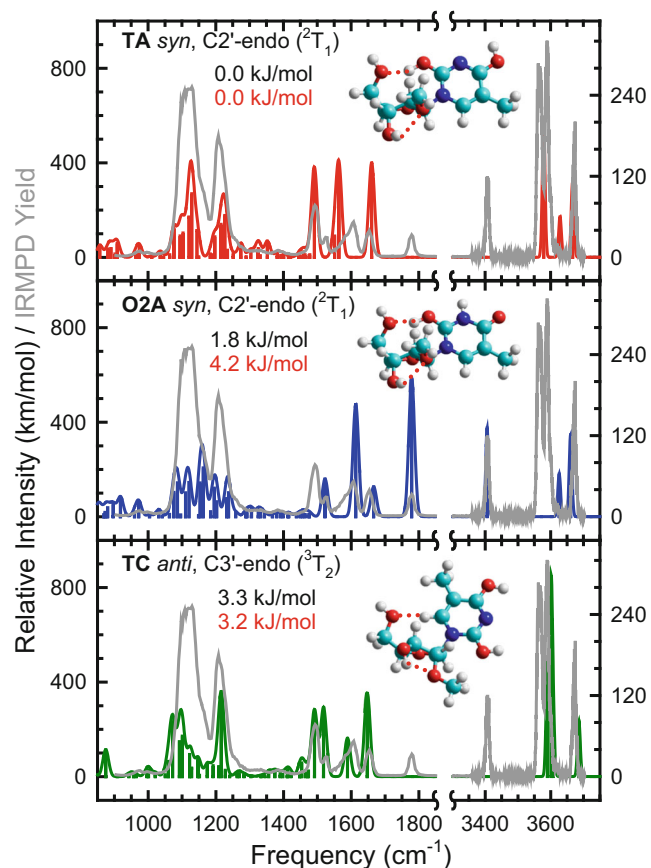 TA syn, C2'-endo (²T₁)
0.0 kJ/mol
0.0 kJ/mol
800
400
0
240
120
0
O2A syn, C2'-endo (²T₁)
1.8 kJ/mol
4.2 kJ/mol
800
400
0
240
120
0
TC anti, C3'-endo (³T₂)
3.3 kJ/mol
3.2 kJ/mol
800
400
0
240
120
0
Relative Intensity (km/mol) / IRMPD Yield
1000 1200 1400 1600 1800 3400 3600
Frequency (cm⁻¹)